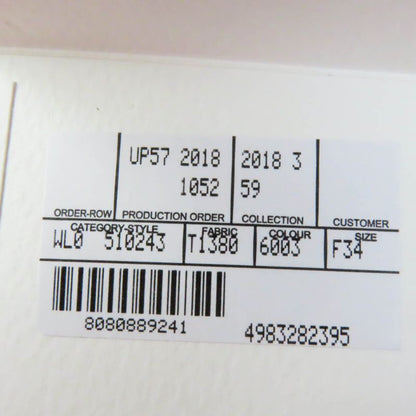 UP57 2018 2018 3
1052 59
ORDER-ROW PRODUCTION ORDER COLLECTION CUSTOMER
CATEGORY-STYLE FABRIC COLOUR SIZE
WL0 510243 T1380 6003 F34
8080889241 4983282395